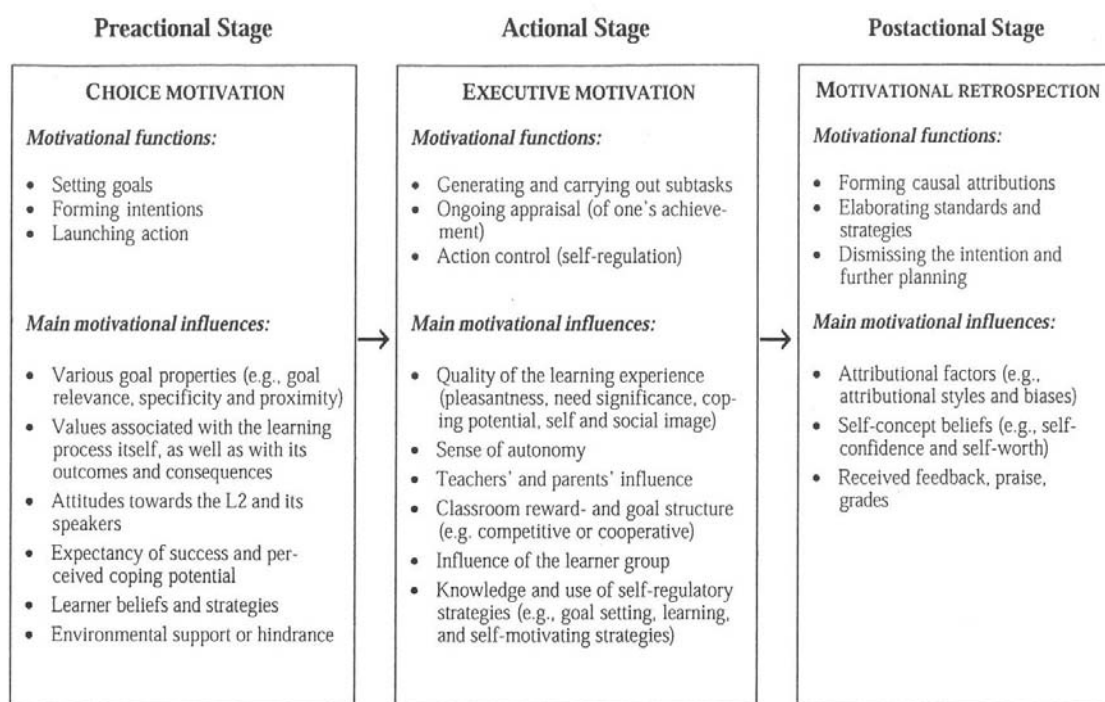 Preactional Stage
CHOICE MOTIVATION
Motivational functions:
• Setting goals
• Forming intentions
• Launching action
Main motivational influences:
• Various goal properties (e.g., goal
relevance, specificity and proximity)
• Values associated with the learning
process itself, as well as with its
outcomes and consequences
• Attitudes towards the L2 and its
speakers
• Expectancy of success and per-
ceived coping potential
• Learner beliefs and strategies
• Environmental support or hindrance
→
Actional Stage
EXECUTIVE MOTIVATION
Motivational functions:
• Generating and carrying out subtasks
• Ongoing appraisal (of one's achieve-
ment)
• Action control (self-regulation)
Main motivational influences:
• Quality of the learning experience
(pleasantness, need significance, cop-
ing potential, self and social image)
• Sense of autonomy
• Teachers' and parents' influence
• Classroom reward- and goal structure
(e.g. competitive or cooperative)
• Influence of the learner group
• Knowledge and use of self-regulatory
strategies (e.g., goal setting, learning,
and self-motivating strategies)
→
Postactional Stage
MOTIVATIONAL RETROSPECTION
Motivational functions:
• Forming causal attributions
• Elaborating standards and
strategies
• Dismissing the intention and
further planning
Main motivational influences:
• Attributional factors (e.g.,
attributional styles and biases)
• Self-concept beliefs (e.g., self-
confidence and self-worth)
• Received feedback, praise,
grades